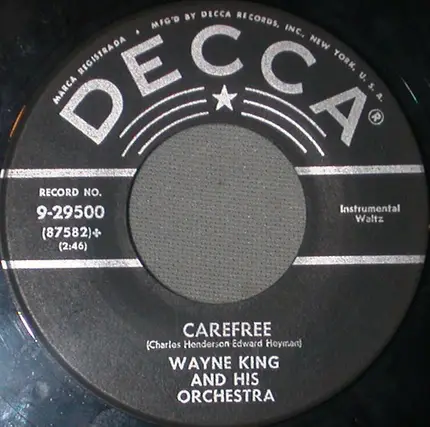 MARCA REGISTRADA • MFG'D BY DECCA RECORDS, INC., NEW YORK, U. S. A.
DECCA®
RECORD NO.
9-29500
(87582)+
(2:46)
Instrumental
Waltz
CAREFREE
(Charles Henderson-Edward Heyman)
WAYNE KING
AND HIS
ORCHESTRA